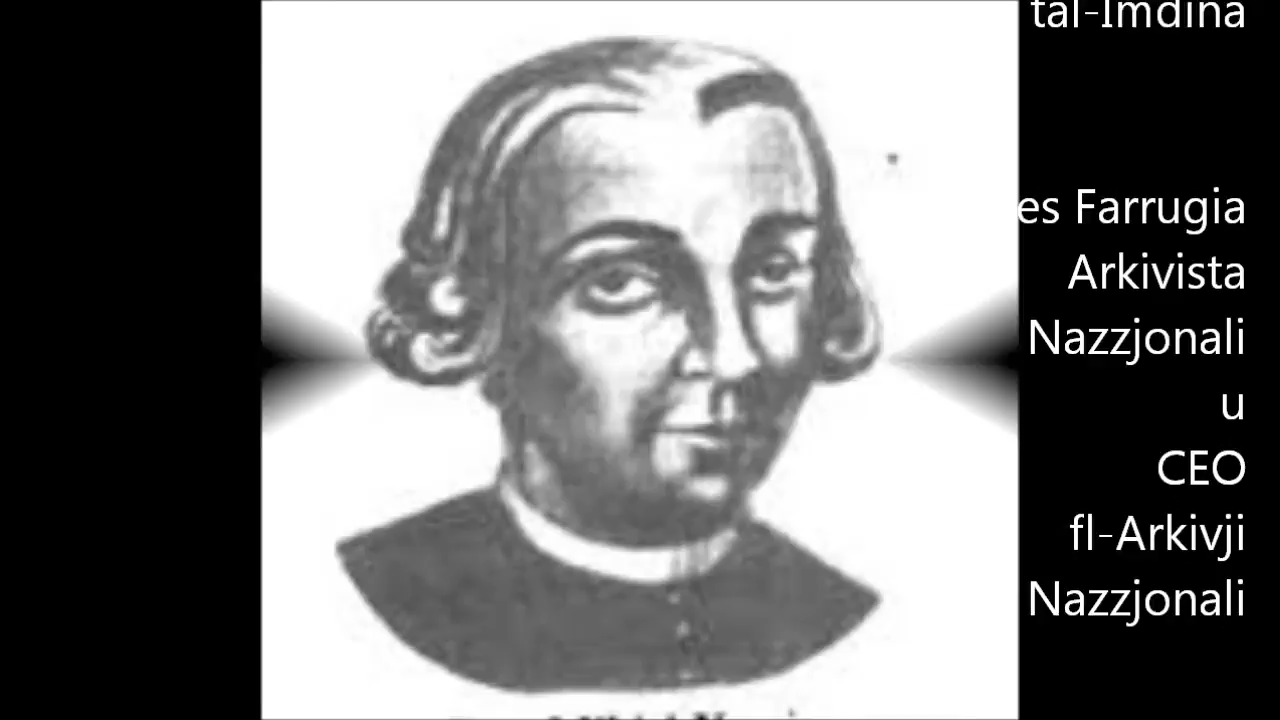 tal-Imdina
es Farrugia
Arkivista
Nazzjonali
u
CEO
fl-Arkivji
Nazzjonali